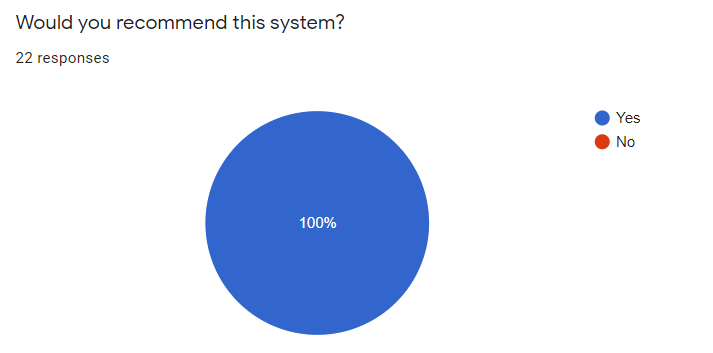 Would you recommend this system?
22 responses
Yes
No
100%